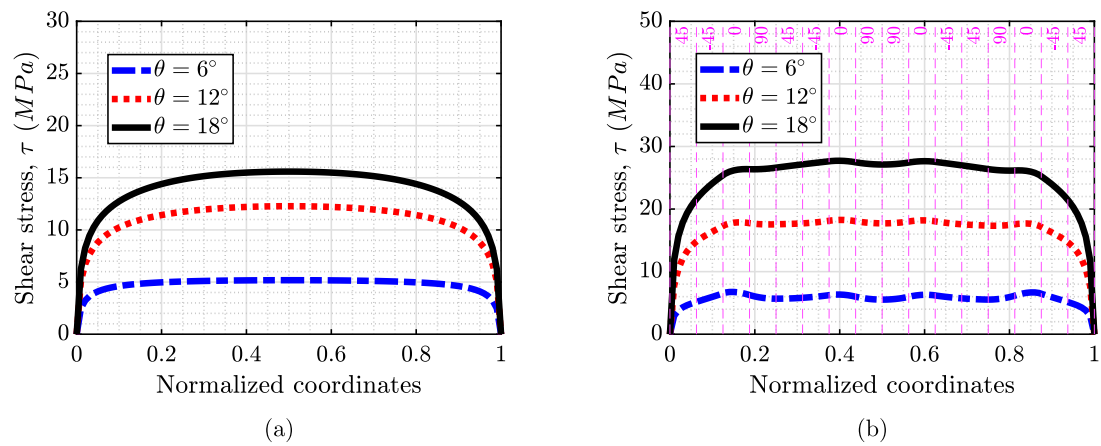 30
25
20
15
10
5
0
Shear stress, τ (MPa)
θ = 6°
θ = 12°
θ = 18°
0 0.2 0.4 0.6 0.8 1
Normalized coordinates
(a)
50
40
30
20
10
0
Shear stress, τ (MPa)
45 -45 0 90 45 -45 0 90 90 0 -45 45 90 0 -45 45
θ = 6°
θ = 12°
θ = 18°
0 0.2 0.4 0.6 0.8 1
Normalized coordinates
(b)